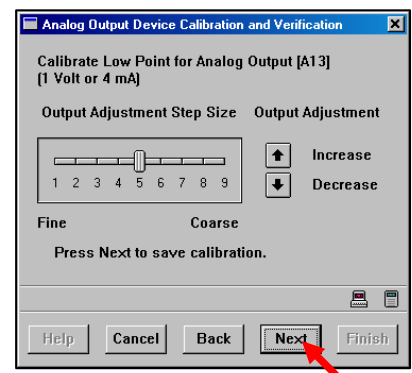 Analog Output Device Calibration and Verification
Calibrate Low Point for Analog Output [A13]
(1 Volt or 4 mA)
Output Adjustment Step Size Output Adjustment
Increase
1 2 3 4 5 6 7 8 9 Decrease
Fine Coarse
Press Next to save calibration.
Help Cancel Back Next Finish